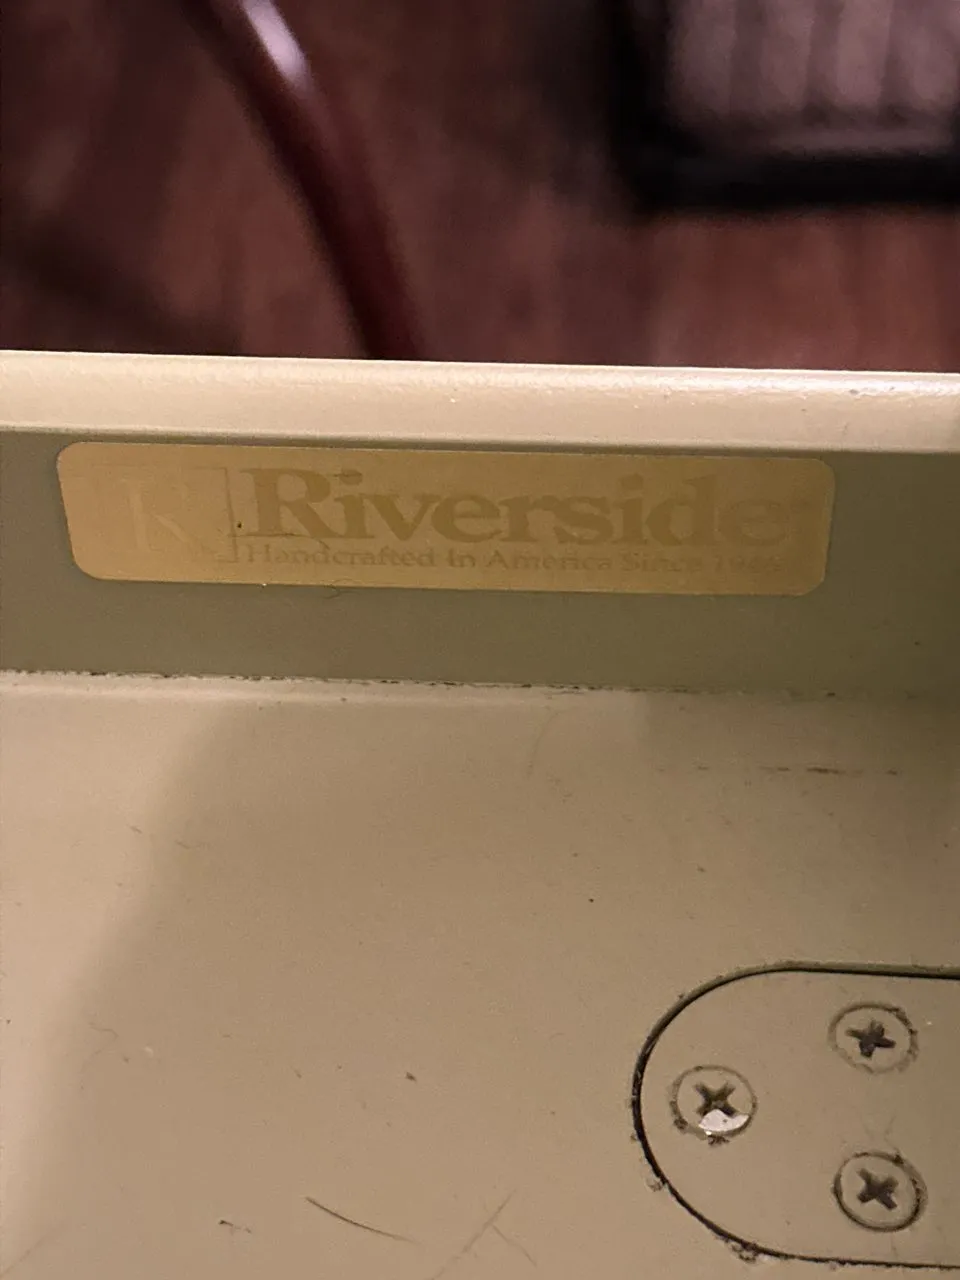 R
Riverside
Handcrafted In America Since